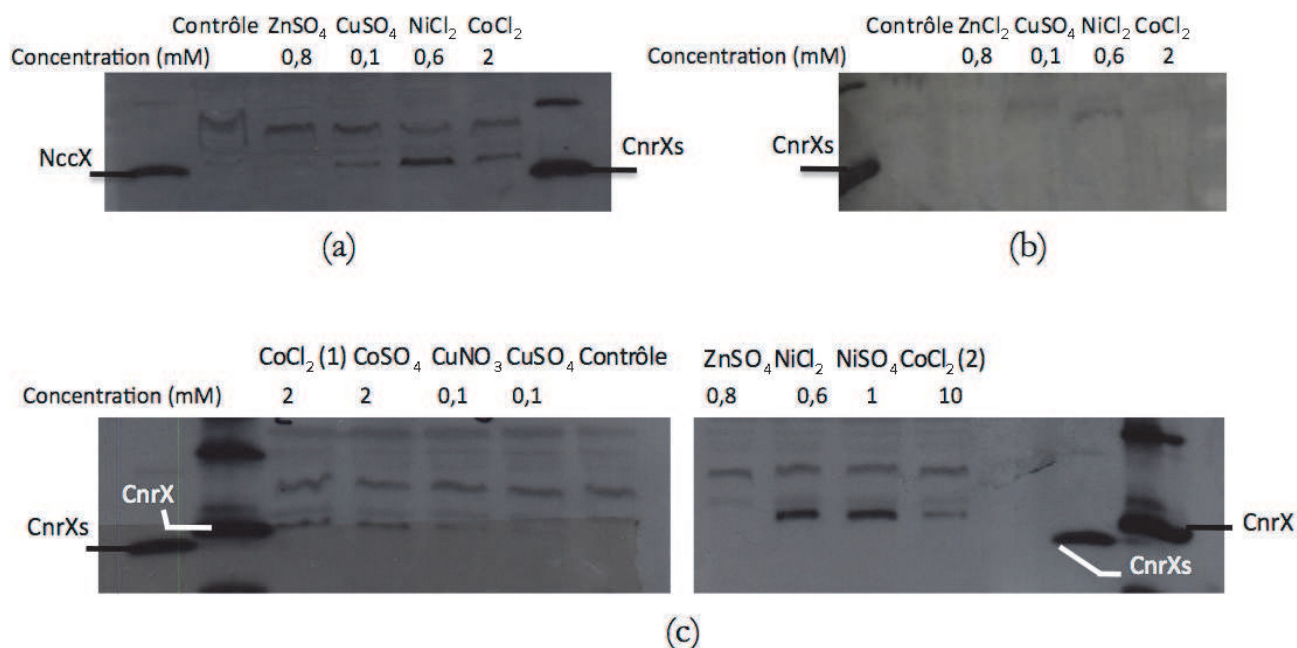 Contrôle ZnSO4 CuSO4 NiCl2 CoCl2
Concentration (mM) 0,8 0,1 0,6 2
NccX
CnrXs
(a)
Contrôle ZnCl2 CuSO4 NiCl2 CoCl2
Concentration (mM) 0,8 0,1 0,6 2
CnrXs
(b)
CoCl2 (1) CoSO4 CuNO3 CuSO4 Contrôle
Concentration (mM) 2 2 0,1 0,1
CnrX
CnrXs
ZnSO4 NiCl2 NiSO4 CoCl2 (2)
0,8 0,6 1 10
CnrX
CnrXs
(c)